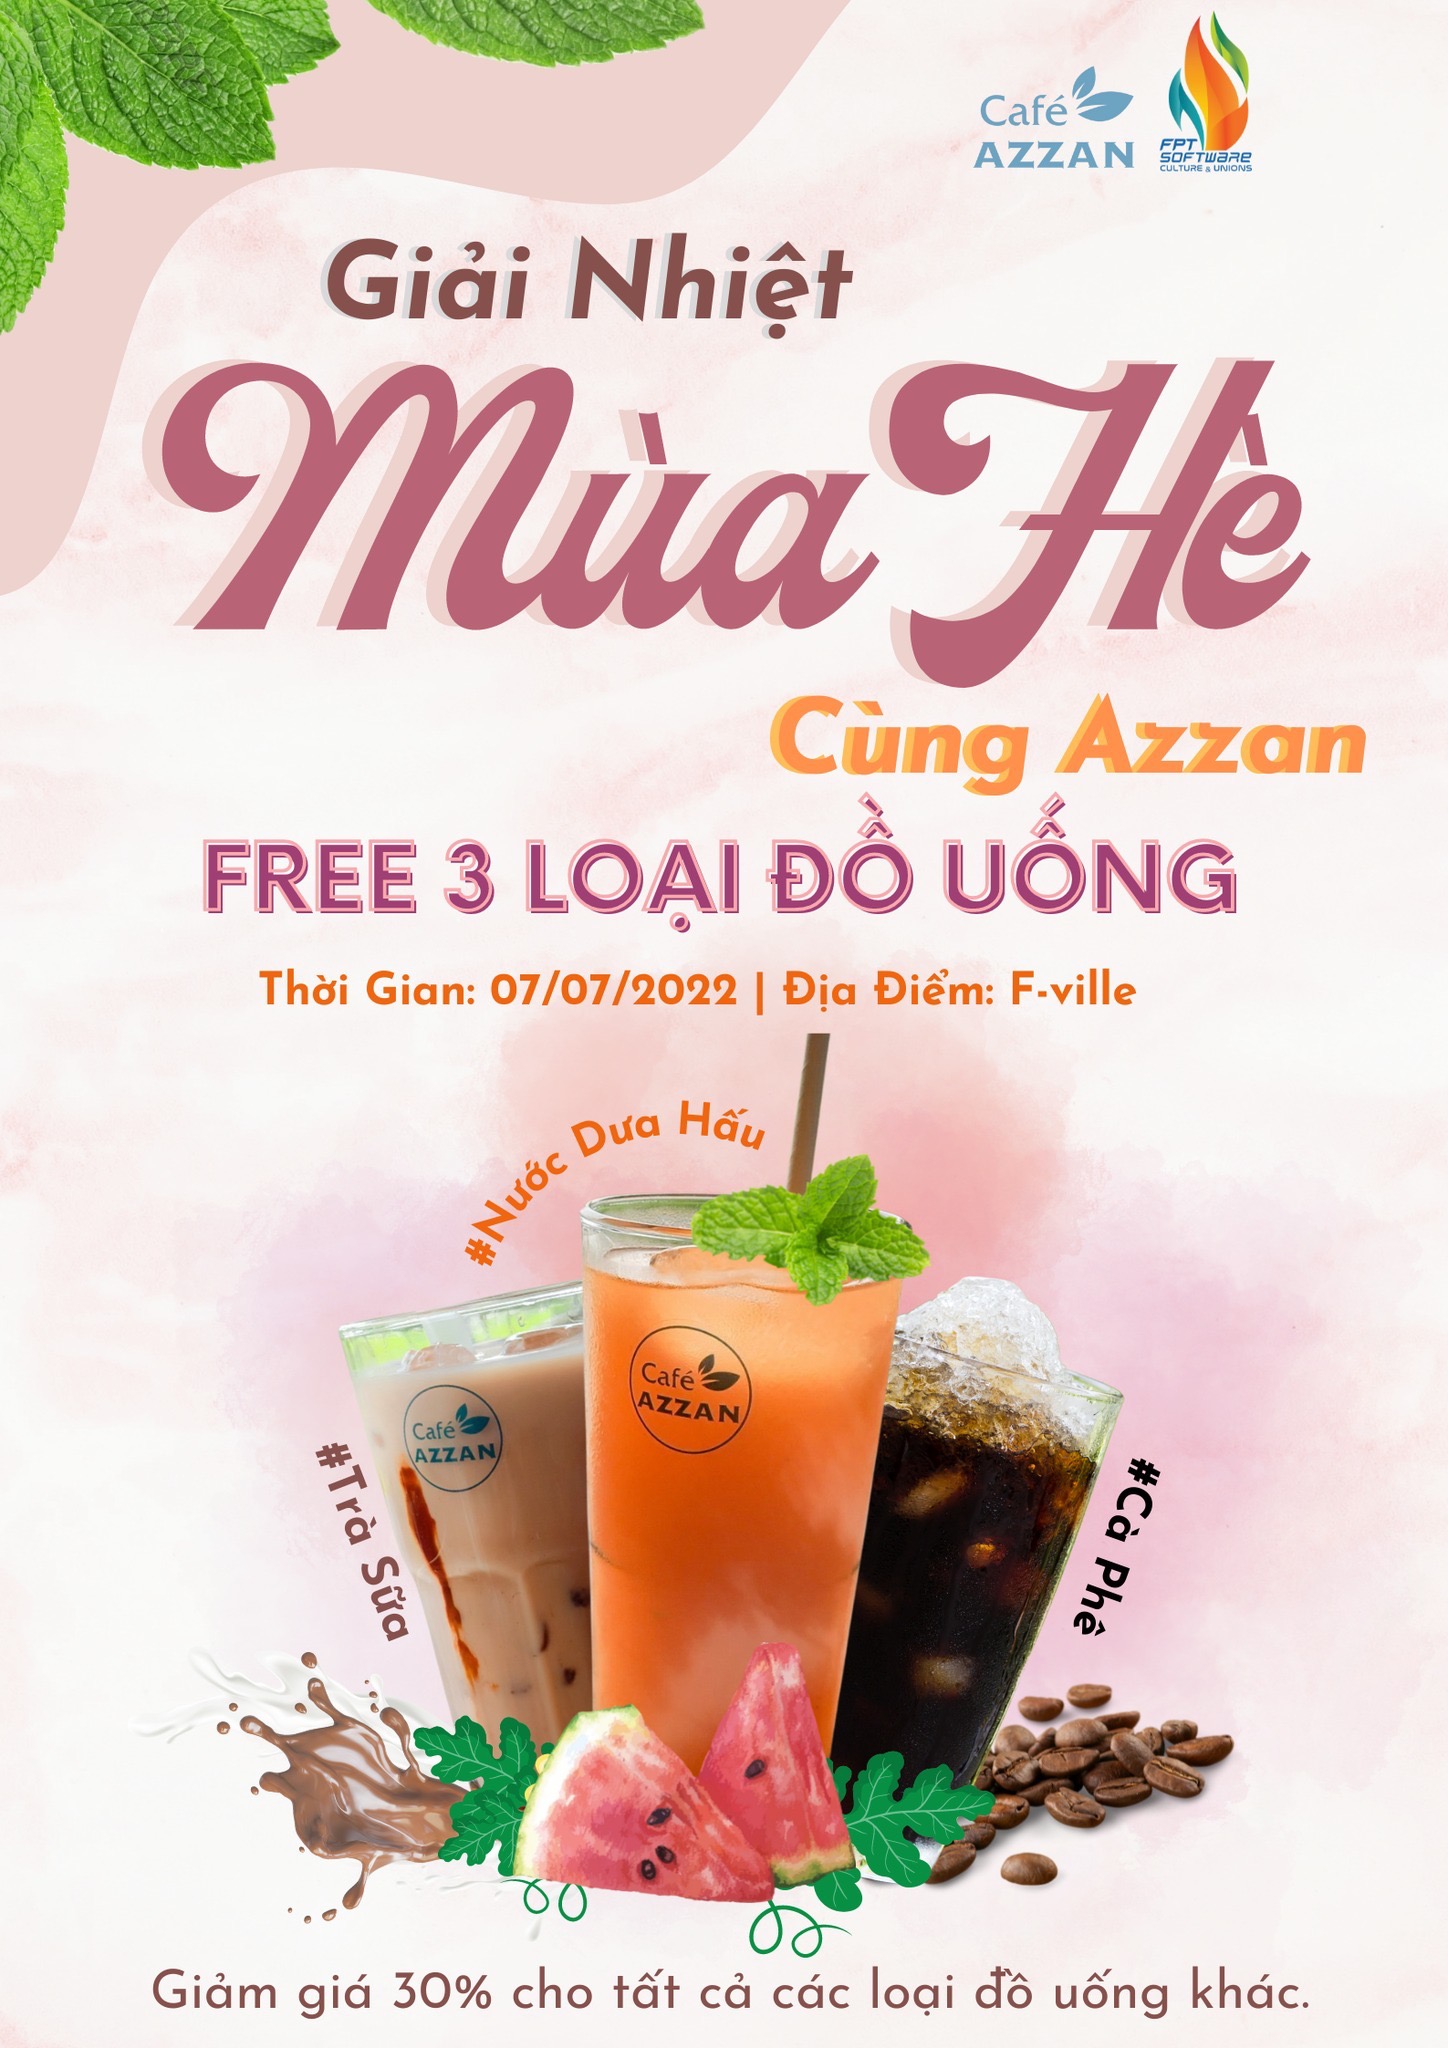 Café
AZZAN
FPT
SOFTWARE
CULTURE & UNIONS
Giải Nhiệt
Mùa Hè
Cùng Azzan
FREE 3 LOẠI ĐỒ UỐNG
Thời Gian: 07/07/2022 | Địa Điểm: F-ville
#Nước Dưa Hấu
Café
AZZAN
Café
AZZAN
#Trà Sữa
#Cà Phê
Giảm giá 30% cho tất cả các loại đồ uống khác.